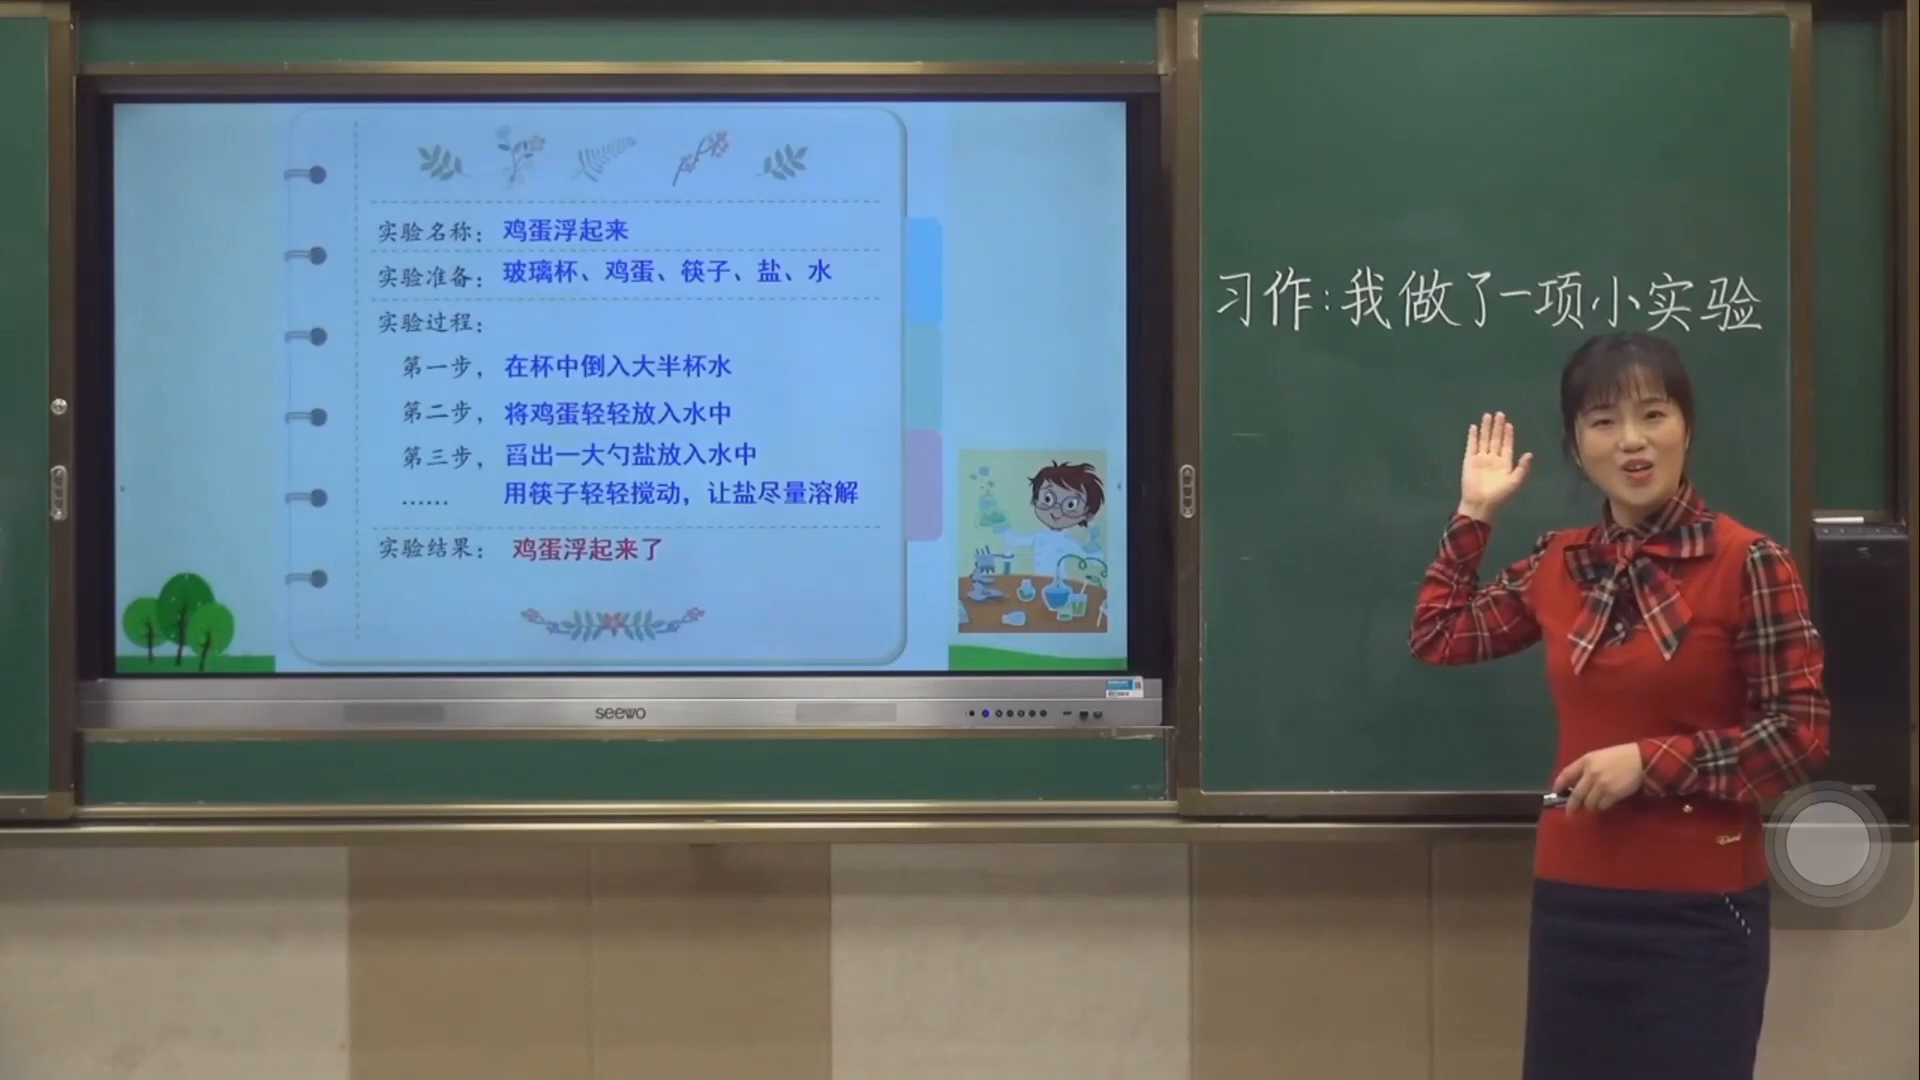 实验名称：鸡蛋浮起来
实验准备：玻璃杯、鸡蛋、筷子、盐、水
实验过程：
第一步，在杯中倒入大半杯水
第二步，将鸡蛋轻轻放入水中
第三步，舀出一大勺盐放入水中
…… 用筷子轻轻搅动，让盐尽量溶解
实验结果：鸡蛋浮起来了
seewo
习作：我做了一项小实验